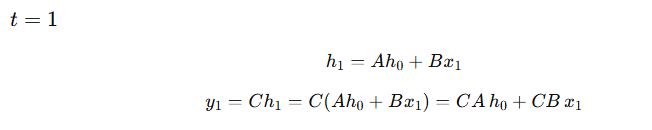 t = 1
h₁ = Ah₀ + Bx₁
y₁ = Ch₁ = C(Ah₀ + Bx₁) = CA h₀ + CB x₁